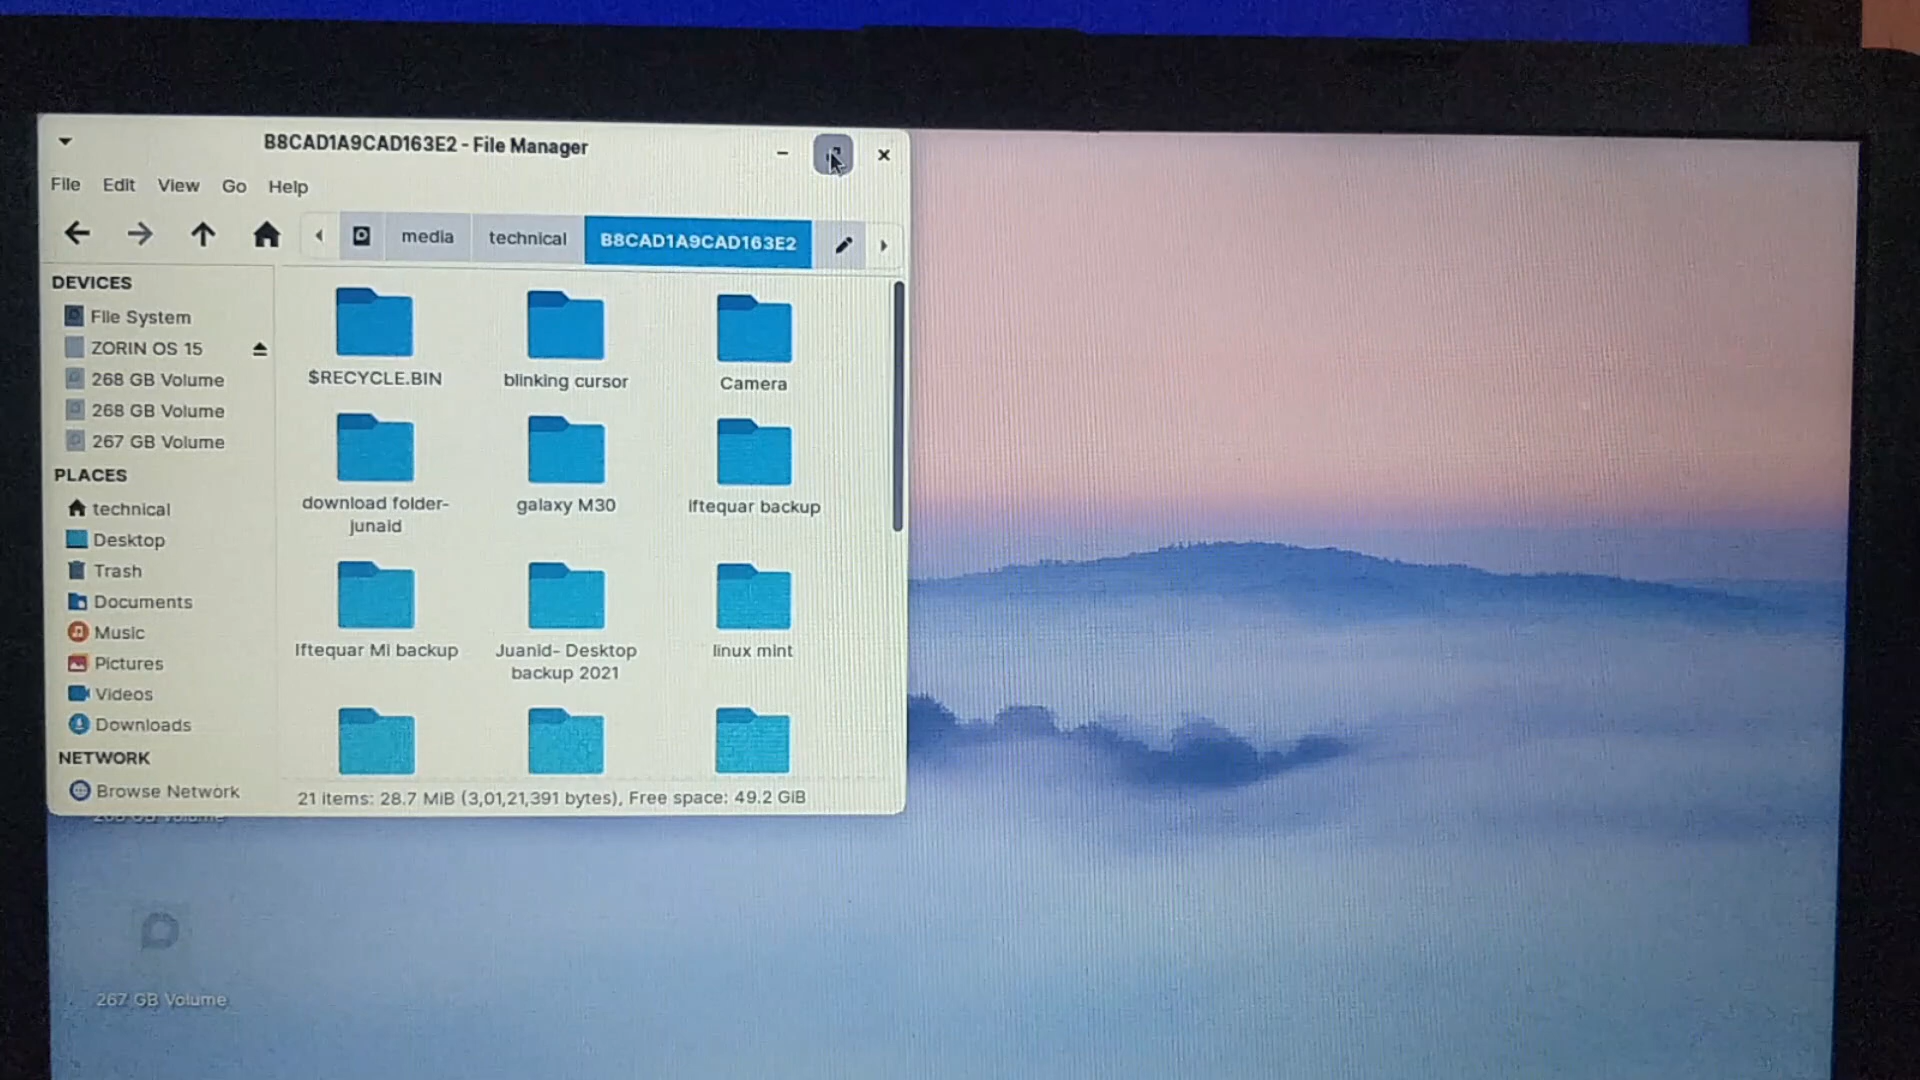 B8CAD1A9CAD163E2 - File Manager
File Edit View Go Help
media technical B8CAD1A9CAD163E2
DEVICES
File System
ZORIN OS 15
268 GB Volume
268 GB Volume
267 GB Volume
PLACES
technical
Desktop
Trash
Documents
Music
Pictures
Videos
Downloads
NETWORK
Browse Network
$RECYCLE.BIN
blinking cursor
Camera
download folder-
junaid
galaxy M30
iftequar backup
Iftequar Mi backup
Juanid- Desktop
backup 2021
linux mint
21 items: 28.7 MiB (3,01,21,391 bytes), Free space: 49.2 GiB
268 GB Volume
267 GB Volume